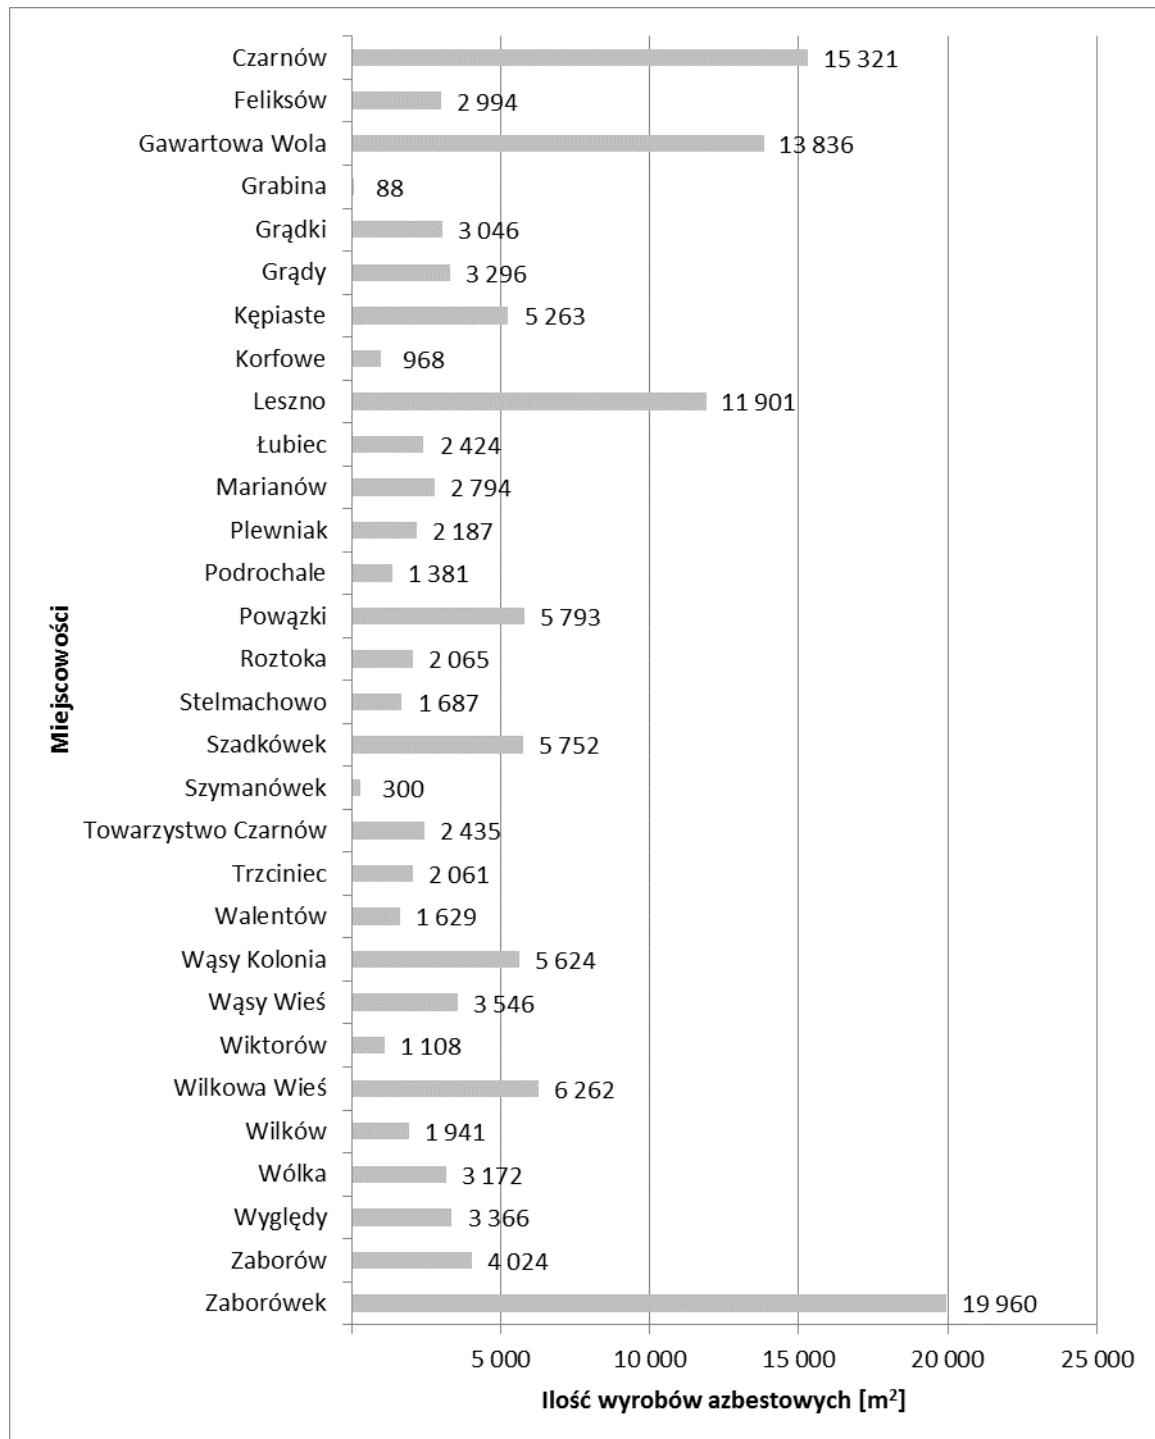 Czarnów 15 321
Feliksów 2 994
Gawartowa Wola 13 836
Grabina 88
Grądki 3 046
Grądy 3 296
Kępiaste 5 263
Korfowe 968
Leszno 11 901
Łubiec 2 424
Marianów 2 794
Plewniak 2 187
Podrochale 1 381
Powązki 5 793
Roztoka 2 065
Stelmachowo 1 687
Szadkówek 5 752
Szymanówek 300
Towarzystwo Czarnów 2 435
Trzciniec 2 061
Walentów 1 629
Wąsy Kolonia 5 624
Wąsy Wieś 3 546
Wiktorów 1 108
Wilkowa Wieś 6 262
Wilków 1 941
Wólka 3 172
Wyględy 3 366
Zaborów 4 024
Zaborówek 19 960
Miejscowości
5 000 10 000 15 000 20 000 25 000
Ilość wyrobów azbestowych [m²]